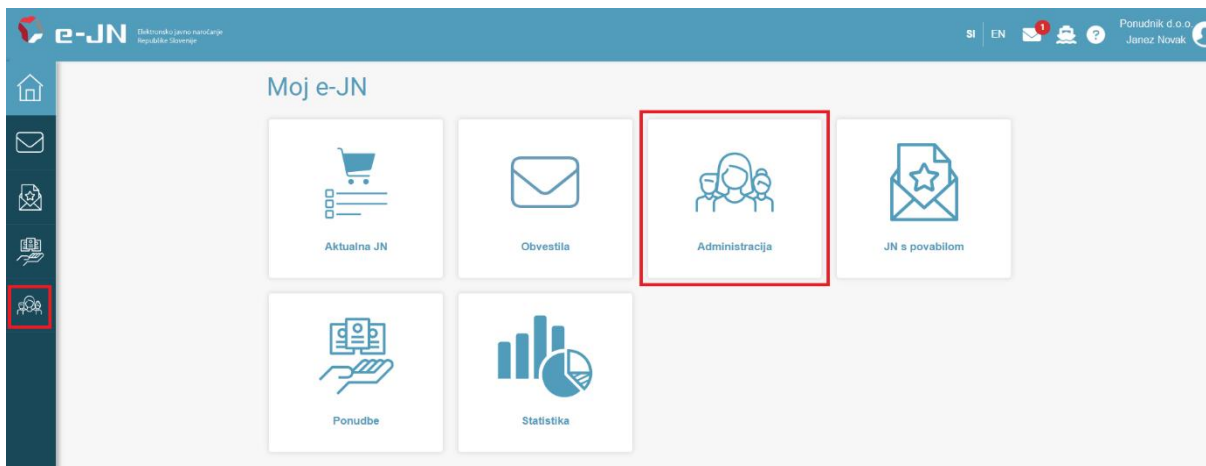 e-JN
Elektronsko javno naročanje
Republike Slovenije
SI EN
1
?
Ponudnik d.o.o.
Janez Novak
Moj e-JN
Aktualna JN
Obvestila
Administracija
JN s povabilom
Ponudbe
Statistika